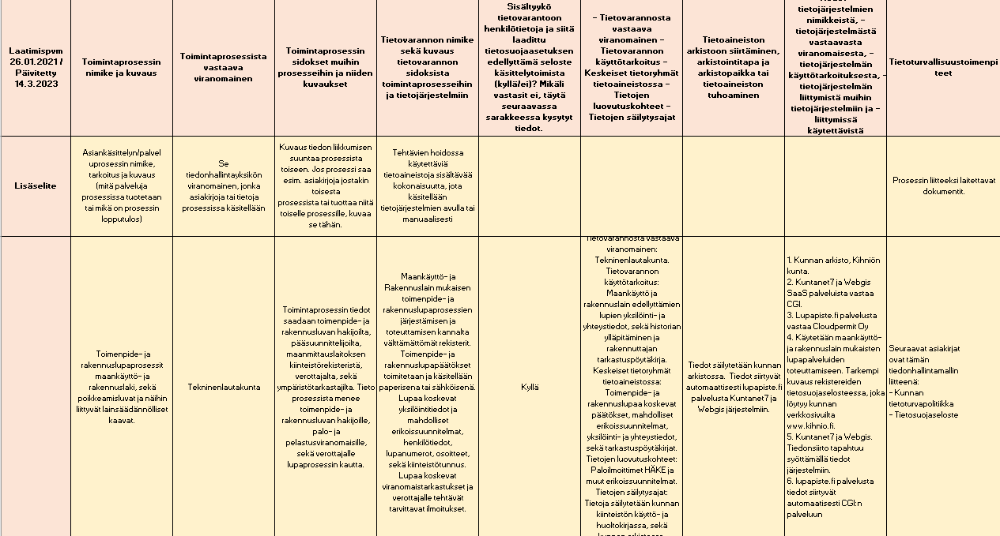 Laatimispvm
26.01.2021 /
Päivitetty
14.3.2023
Toimintaprosessin
nimike ja kuvaus
Toimintaprosessista
vastaava
viranomainen
Toimintaprosessin
sidokset muihin
prosesseihin ja niiden
kuvaukset
Tietovarannon nimike
sekä kuvaus
tietovarannon
sidoksista
toimintaprosesseihin
ja tietojärjestelmiin
Sisältyykö
tietovarantoon
henkilötietoja ja siitä
laadittu
tietosuojaasetuksen
edellyttämä seloste
käsittelytoimista
(kyllä/ei)? Mikäli
vastasit ei, täytä
seuraavassa
sarakkeessa kysytyt
tiedot.
- Tietovarannosta
vastaava
viranomainen -
Tietovarannon
käyttötarkoitus -
Keskeiset tietoryhmät
tietoaineistossa -
Tietojen
luovutuskohteet -
Tietojen säilytysajat
Tietoaineiston
arkistoon siirtäminen,
arkistointitapa ja
arkistopaikka tai
tietoaineiston
tuhoaminen
tietojärjestelmien
nimikkeistä, -
tietojärjestelmästä
vastaavasta
viranomaisesta, -
tietojärjestelmän
käyttötarkoituksesta, -
tietojärjestelmän
liittymistä muihin
tietojärjestelmiin ja -
liittymissä
käytettävistä
Tietoturvallisuustoimenpi
teet
Lisäselite
Asiankäsittelyn/palvel
uprosessin nimike,
tarkoitus ja kuvaus
(mitä palveluja
prosessissa tuotetaan
tai mikä on prosessin
lopputulos)
Se
tiedonhallintayksikön
viranomainen, jonka
asiakirjoja tai tietoja
prosessissa käsitellään
Kuvaus tiedon liikkumisen
suuntaa prosessista
toiseen. Jos prosessi saa
esim. asiakirjoja jostakin
toisesta
prosessista tai tuottaa niitä
toiselle prosessille, kuvaa
se tähän.
Tehtävien hoidossa
käytettäviä
tietoaineistoja sisältävää
kokonaisuutta, jota
käsitellään
tietojärjestelmien avulla tai
manuaalisesti
Prosessin liitteeksi laitettavat
dokumentit.
Toimenpide- ja
rakennuslupaprosessit
maankäyttö- ja
rakennuslaki, sekä
poikkeamisluvat ja näihin
liittyvät lainsäädännölliset
kaavat.
Tekninenlautakunta
Toimintaprosessin tiedot
saadaan toimenpide- ja
rakennusluvan hakijoilta,
pääsuunnittelijoilta,
maanmittauslaitoksen
kiinteistörekisteristä,
verottajalta, sekä
ympäristötarkastajilta. Tieto
prosessista menee
toimenpide- ja
rakennusluvan hakijoille,
palo- ja
pelastusviranomaisille,
sekä verottajalle
lupaprosessin kautta.
Maankäyttö- ja
Rakennuslain mukaisen
toimenpide- ja
rakennuslupaprosessien
järjestämisen ja
toteuttamisen kannalta
välttämättömät rekisterit.
Toimenpide- ja
rakennuslupapäätökset
toimitetaan ja käsitellään
paperisena tai sähköisenä.
Lupaa koskevat
yksilöintitiedot ja
mahdolliset
erikoissuunnitelmat,
henkilötiedot,
lupanumerot, osoitteet,
sekä kiinteistötunnus.
Lupaa koskevat
viranomaistarkastukset ja
verottajalle tehtävät
tarvittavat ilmoitukset.
Kyllä
Tietovarannosta vastaava
viranomainen:
Tekninenlautakunta.
Tietovarannon
käyttötarkoitus:
Maankäyttö ja
rakennuslain edellyttämien
lupien yksilöinti- ja
yhteystiedot, sekä historian
ylläpitäminen ja
rakennuttajan
tarkastuspöytäkirja.
Keskeiset tietoryhmät
tietoaineistossa:
Toimenpide- ja
rakennuslupaa koskevat
päätökset, mahdolliset
erikoissuunnitelmat,
yksilöinti- ja yhteystiedot,
sekä tarkastuspöytäkirjat.
Tietojen luovutuskohteet:
Paloilmoittimet HÄKE ja
muut erikoissuunnitelmat.
Tietojen säilytysajat:
Tietoja säilytetään kunnan
kiinteistön käyttö- ja
huoltokirjassa, sekä
Tiedot säilytetään kunnan
arkistossa. Tiedot siirtyvät
automaattisesti lupapiste.fi
palvelusta Kuntanet7 ja
Webgis järjestelmiin.
1. Kunnan arkisto, Kihniön
kunta.
2. Kuntanet7 ja Webgis
SaaS palveluista vastaa
CGI.
3. Lupapiste.fi palvelusta
vastaa Cloudpermit Oy
4. Käytetään maankäyttö-
ja rakennuslain mukaisten
lupapalveluiden
toteuttamiseen. Tarkempi
kuvaus rekistereiden
tietosuojaselosteessa, joka
löytyy kunnan
verkkosivuilta
www.kihnio.fi.
5. Kuntanet7 ja Webgis.
Tiedonsiirto tapahtuu
syöttämällä tiedot
järjestelmiin.
6. lupapiste.fi palvelusta
tiedot siirtyvät
automaatisesti CGI:n
palveluun
Seuraavat asiakirjat
ovat tämän
tiedonhallintamallin
liitteenä:
- Kunnan
tietoturvapolitiikka
- Tietosuojaseloste